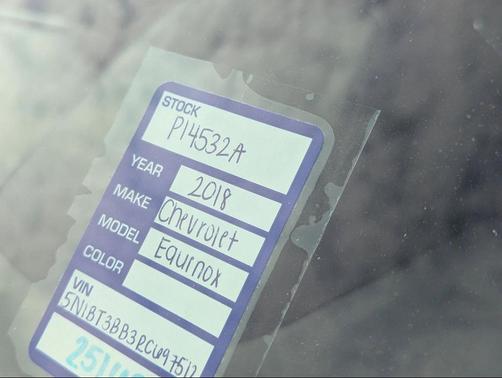 STOCK
P14532A
YEAR
2018
MAKE
Chevrolet
MODEL
Equinox
COLOR
VIN